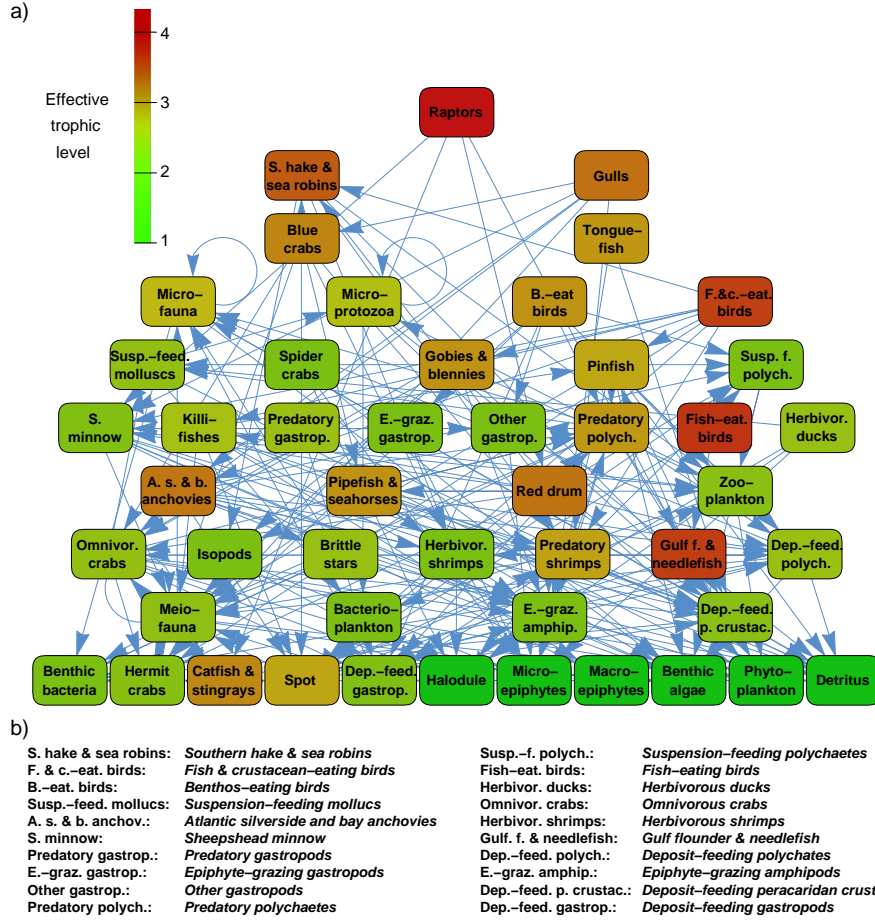 a)
Effective
trophic
level
4
3
2
1
Raptors
S. hake &
sea robins
Gulls
Blue
crabs
Tongue–
fish
Micro–
fauna
Micro–
protozoa
B.–eat
birds
F.&c.–eat.
birds
Susp.–feed.
molluscs
Spider
crabs
Gobies &
blennies
Pinfish
Susp. f.
polych.
S.
minnow
Killi–
fishes
Predatory
gastrop.
E.–graz.
gastrop.
Other
gastrop.
Predatory
polych.
Fish–eat.
birds
Herbivor.
ducks
A. s. & b.
anchovies
Pipefish &
seahorses
Red drum
Zoo–
plankton
Omnivor.
crabs
Isopods
Brittle
stars
Herbivor.
shrimps
Predatory
shrimps
Gulf f. &
needlefish
Dep.–feed.
polych.
Meio–
fauna
Bacterio–
plankton
E.–graz.
amphip.
Dep.–feed.
p. crustac.
Benthic
bacteria
Hermit
crabs
Catfish &
stingrays
Spot
Dep.–feed.
gastrop.
Halodule
Micro–
epiphytes
Macro–
epiphytes
Benthic
algae
Phyto–
plankton
Detritus
b)
S. hake & sea robins: Southern hake & sea robins
F. & c.–eat. birds: Fish & crustacean–eating birds
B.–eat. birds: Benthos–eating birds
Susp.–feed. mollucs: Suspension–feeding mollucs
A. s. & b. anchov.: Atlantic silverside and bay anchovies
S. minnow: Sheepshead minnow
Predatory gastrop.: Predatory gastropods
E.–graz. gastrop.: Epiphyte–grazing gastropods
Other gastrop.: Other gastropods
Predatory polych.: Predatory polychaetes
Susp.–f. polych.: Suspension–feeding polychaetes
Fish–eat. birds: Fish–eating birds
Herbivor. ducks: Herbivorous ducks
Omnivor. crabs: Omnivorous crabs
Herbivor. shrimps: Herbivorous shrimps
Gulf. f. & needlefish: Gulf flounder & needlefish
Dep.–feed. polych.: Deposit–feeding polychates
E.–graz. amphip.: Epiphyte–grazing amphipods
Dep.–feed. p. crustac.: Deposit–feeding peracaridan crust
Dep.–feed. gastrop.: Deposit–feeding gastropods